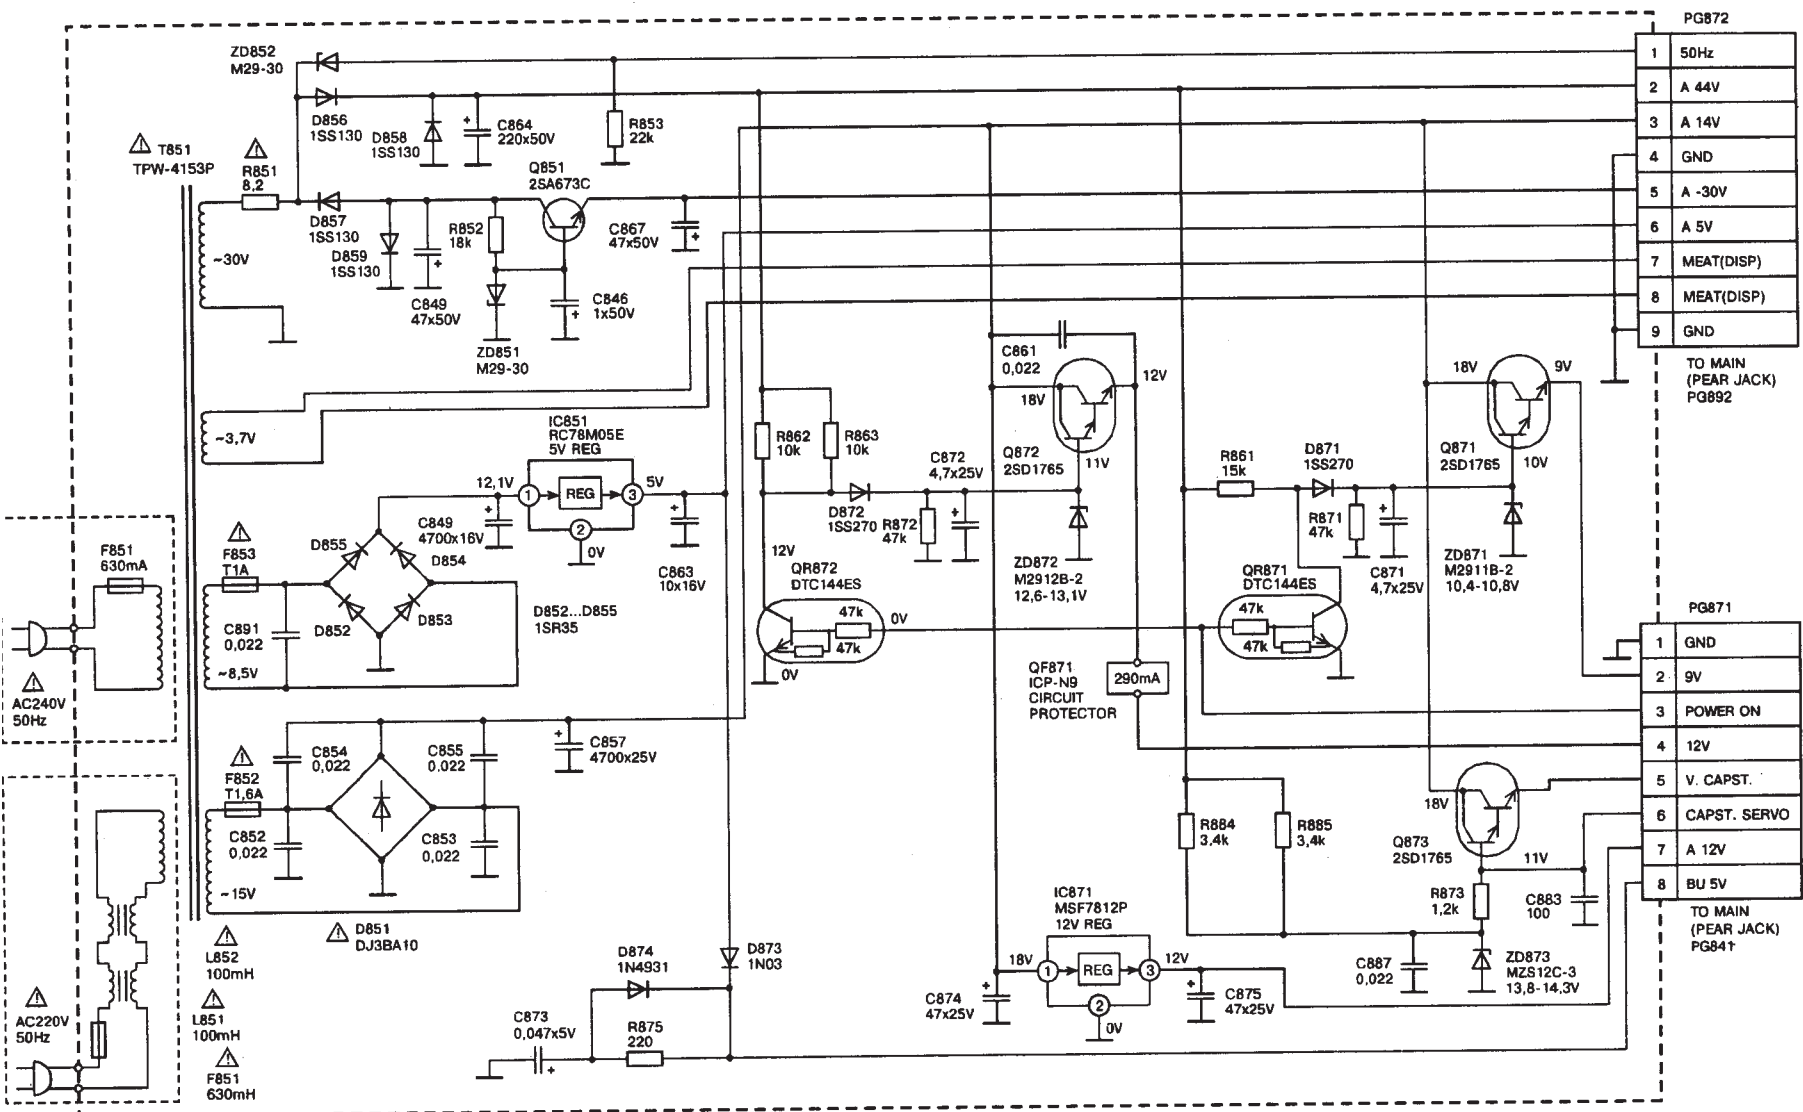 PG872
1 50Hz
2 A 44V
3 A 14V
4 GND
5 A -30V
6 A 5V
7 MEAT(DISP)
8 MEAT(DISP)
9 GND
TO MAIN
(PEAR JACK)
PG892
ZD852
M29-30
D856
1SS130
D858
1SS130
+
C864
220x50V
R853
22k
T851
TPW-4153P
R851
8,2
Q851
2SA673C
D857
1SS130
D859
1SS130
R852
18k
C867
47x50V
+
~30V
C849
47x50V
+
C846
1x50V
+
ZD851
M29-30
~3,7V
IC851
RC78M05E
5V REG
12,1V
1
REG
3
5V
2
0V
+
C849
4700x16V
+
C863
10x16V
F851
630mA
F853
T1A
D855
D854
D852
D853
D852...D855
1SR35
C891
0,022
~8,5V
AC240V
50Hz
C861
0,022
12V
18V
Q872
2SD1765
11V
R862
10k
R863
10k
C872
4,7x25V
+
D872
1SS270
R872
47k
ZD872
M2912B-2
12,6-13,1V
12V
QR872
DTC144ES
47k
47k
0V
0V
R861
15k
D871
1SS270
R871
47k
+
C871
4,7x25V
18V
9V
Q871
2SD1765
10V
ZD871
M2911B-2
10,4-10,8V
QR871
DTC144ES
47k
47k
QF871
ICP-N9
CIRCUIT
PROTECTOR
290mA
PG871
1 GND
2 9V
3 POWER ON
4 12V
5 V. CAPST.
6 CAPST. SERVO
7 A 12V
8 BU 5V
TO MAIN
(PEAR JACK)
PG841
C854
0,022
C855
0,022
+
C857
4700x25V
F852
T1,6A
C852
0,022
C853
0,022
~15V
D851
DJ3BA10
L852
100mH
L851
100mH
F851
630mH
AC220V
50Hz
R884
3,4k
R885
3,4k
18V
Q873
2SD1765
11V
R873
1,2k
C883
100
C887
0,022
ZD873
MZS12C-3
13,8-14,3V
IC871
MSF7812P
12V REG
18V
1
REG
3
12V
2
0V
+
C874
47x25V
+
C875
47x25V
D874
1N4931
D873
1N03
C873
0,047x5V
+
R875
220